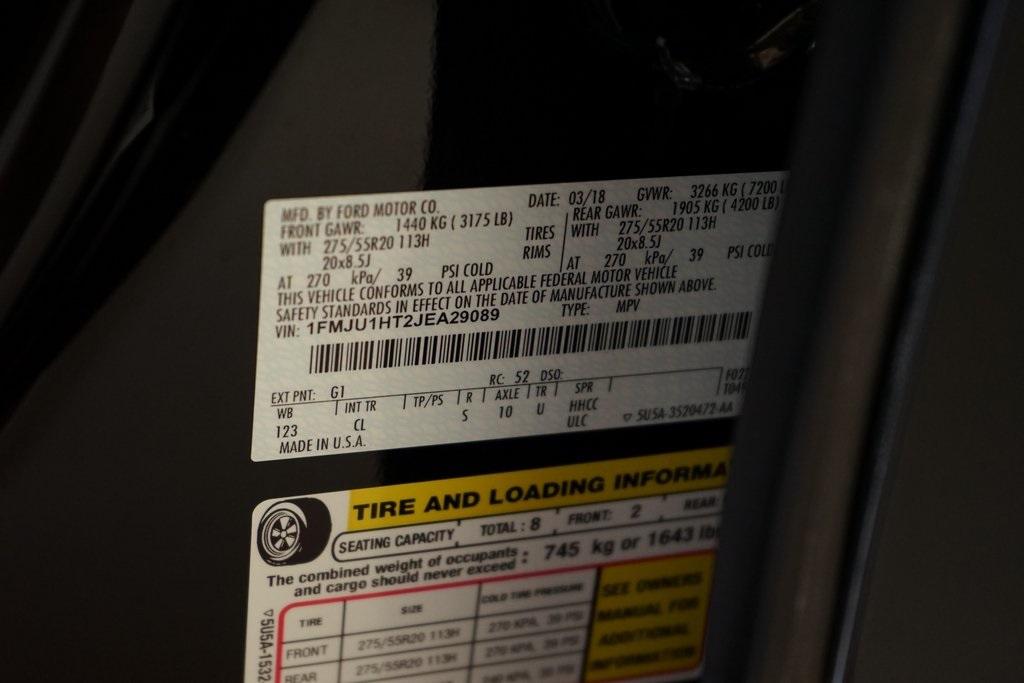 MFD. BY FORD MOTOR CO.
DATE: 03/18 GVWR: 3266 KG ( 7200 L
FRONT GAWR: 1440 KG ( 3175 LB)
REAR GAWR: 1905 KG ( 4200 LB)
WITH 275/55R20 113H TIRES WITH 275/55R20 113H
20x8.5J RIMS 20x8.5J
AT 270 kPa/ 39 PSI COLD AT 270 kPa/ 39 PSI COLD
THIS VEHICLE CONFORMS TO ALL APPLICABLE FEDERAL MOTOR VEHICLE
SAFETY STANDARDS IN EFFECT ON THE DATE OF MANUFACTURE SHOWN ABOVE.
VIN: 1FMJU1HT2JEA29089 TYPE: MPV
EXT PNT: G1 RC: 52 DSO:
WB INT TR TP/PS R AXLE TR SPR
123 CL S 10 U HHCC
ULC
MADE IN U.S.A. ▽ 5U5A-3520472-AA
TIRE AND LOADING INFORMA
SEATING CAPACITY TOTAL : 8 FRONT: 2 REAR:
The combined weight of occupants
and cargo should never exceed : 745 kg or 1643 lb
TIRE SIZE COLD TIRE PRESSURE
FRONT 275/55R20 113H 270 KPA, 39 PSI
REAR 275/55R20 113H 270 KPA, 39 PSI
SEE OWNERS
MANUAL FOR
ADDITIONAL
INFORMATION
▽5U5A-1532